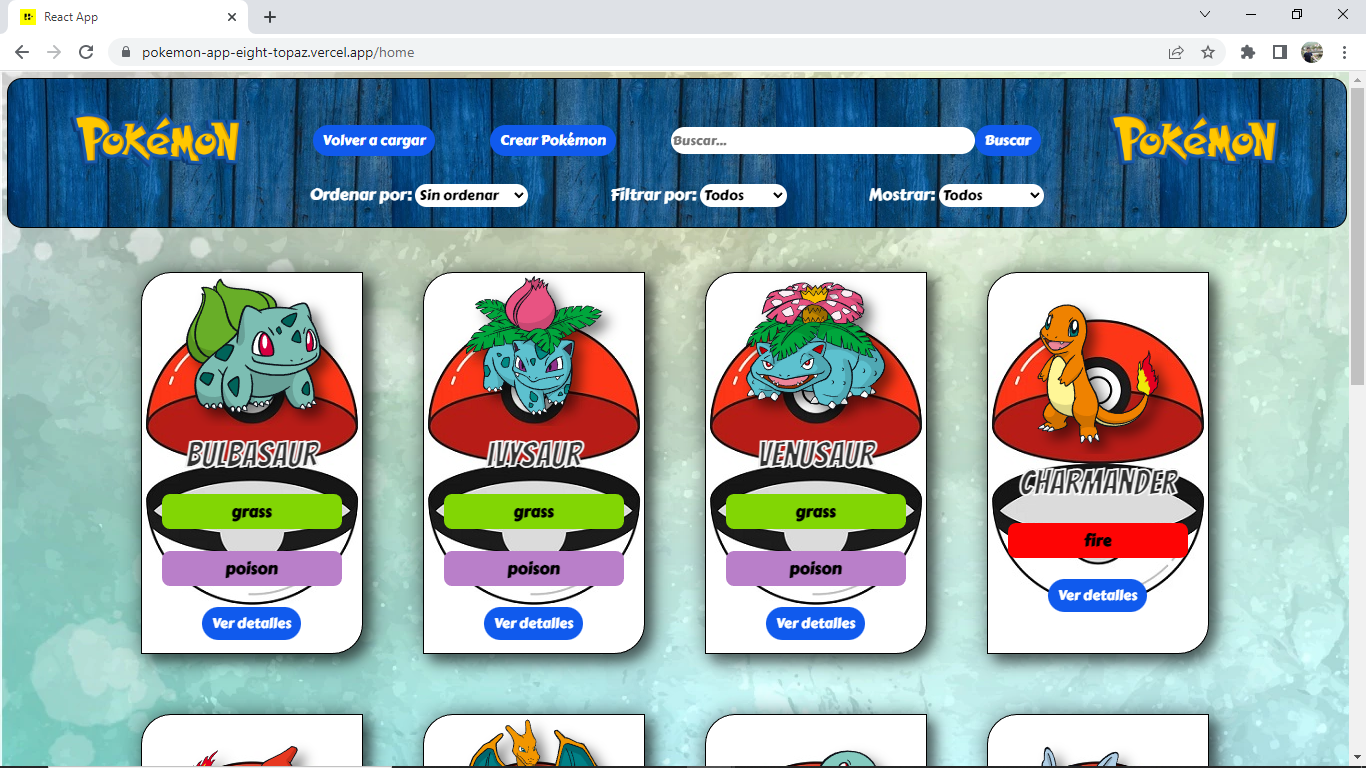 React App
pokemon-app-eight-topaz.vercel.app/home
Pokémon
Volver a cargar
Crear Pokémon
Buscar...
Buscar
Pokémon
Ordenar por: Sin ordenar
Filtrar por: Todos
Mostrar: Todos
BULBASAUR
grass
poison
Ver detalles
IVYSAUR
grass
poison
Ver detalles
VENUSAUR
grass
poison
Ver detalles
CHARMANDER
fire
Ver detalles